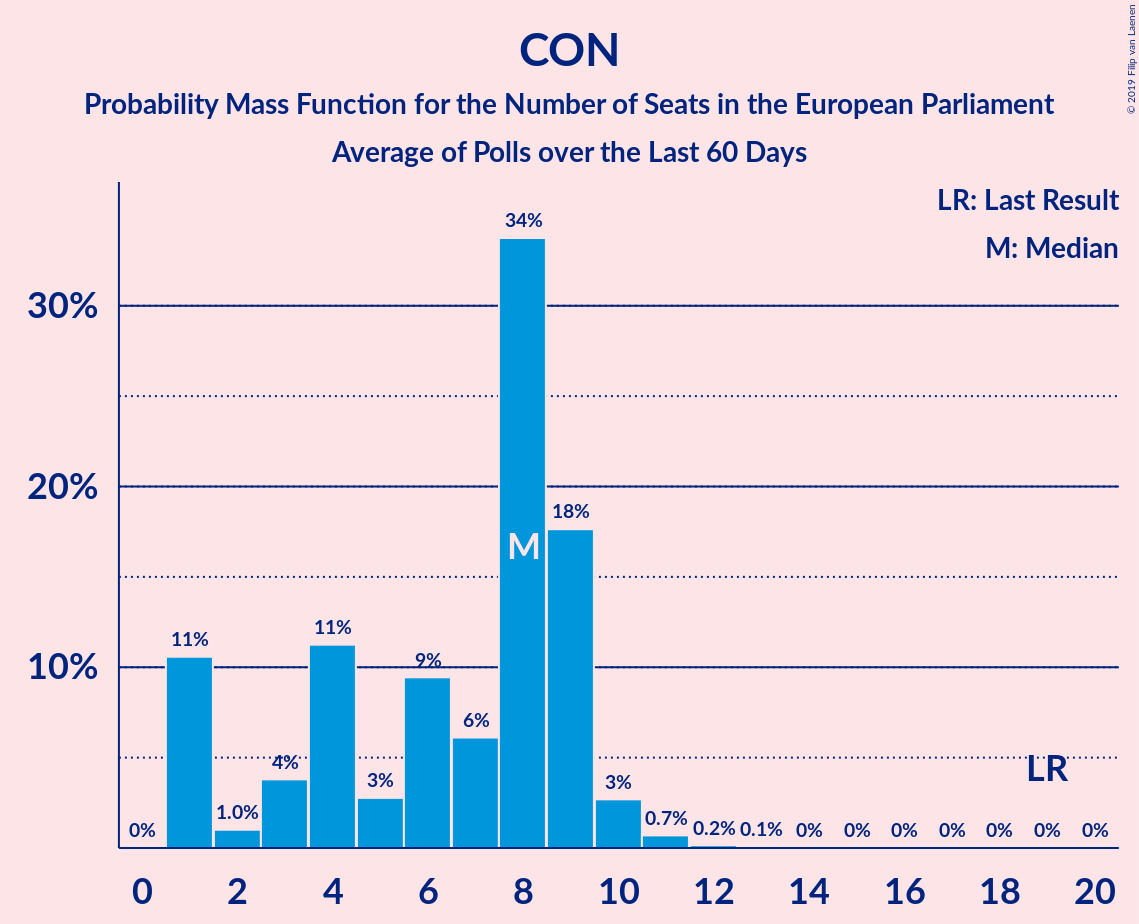 CON
Probability Mass Function for the Number of Seats in the European Parliament
Average of Polls over the Last 60 Days
© 2019 Filip van Laenen
LR: Last Result
M: Median
34%
30%
20%
18%
M
11%
11%
10%
9%
6%
4%
3%
3%
LR
1.0%
0.7%
0%
0.2%
0.1%
0%
0%
0%
0%
0%
0%
0%
0 2 4 6 8 10 12 14 16 18 20